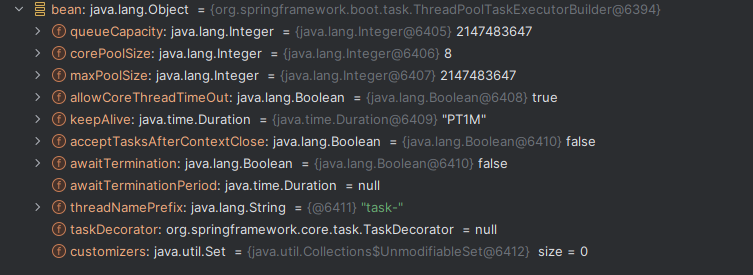 bean: java.lang.Object = {org.springframework.boot.task.ThreadPoolTaskExecutorBuilder@6394}
queueCapacity: java.lang.Integer = {java.lang.Integer@6405} 2147483647
corePoolSize: java.lang.Integer = {java.lang.Integer@6406} 8
maxPoolSize: java.lang.Integer = {java.lang.Integer@6407} 2147483647
allowCoreThreadTimeOut: java.lang.Boolean = {java.lang.Boolean@6408} true
keepAlive: java.time.Duration = {java.time.Duration@6409} "PT1M"
acceptTasksAfterContextClose: java.lang.Boolean = {java.lang.Boolean@6410} false
awaitTermination: java.lang.Boolean = {java.lang.Boolean@6410} false
awaitTerminationPeriod: java.time.Duration = null
threadNamePrefix: java.lang.String = {@6411} "task-"
taskDecorator: org.springframework.core.task.TaskDecorator = null
customizers: java.util.Set = {java.util.Collections$UnmodifiableSet@6412} size = 0